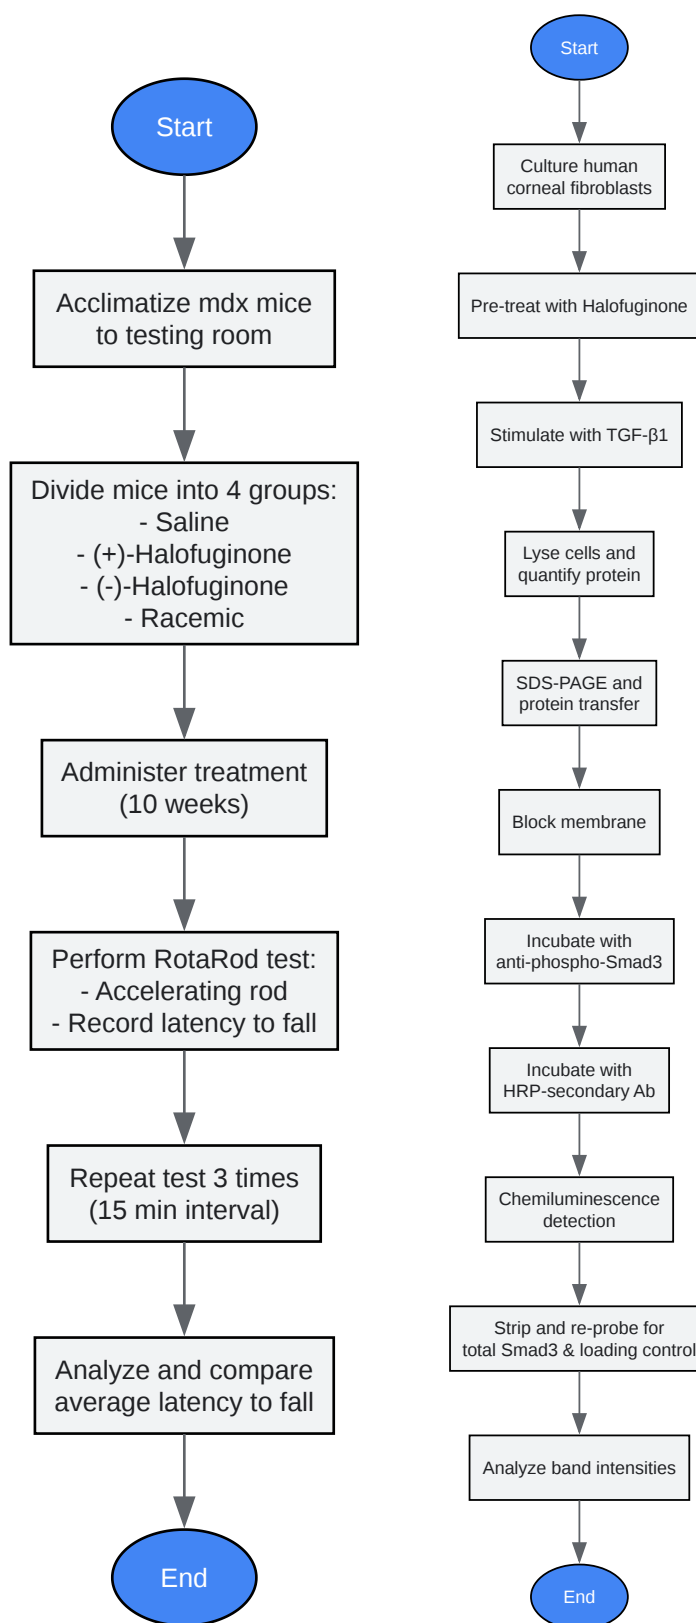 Start
Acclimatize mdx mice
to testing room
Divide mice into 4 groups:
- Saline
- (+)-Halofuginone
- (-)-Halofuginone
- Racemic
Administer treatment
(10 weeks)
Perform RotaRod test:
- Accelerating rod
- Record latency to fall
Repeat test 3 times
(15 min interval)
Analyze and compare
average latency to fall
End
Start
Culture human
corneal fibroblasts
Pre-treat with Halofuginone
Stimulate with TGF-β1
Lyse cells and
quantify protein
SDS-PAGE and
protein transfer
Block membrane
Incubate with
anti-phospho-Smad3
Incubate with
HRP-secondary Ab
Chemiluminescence
detection
Strip and re-probe for
total Smad3 & loading control
Analyze band intensities
End